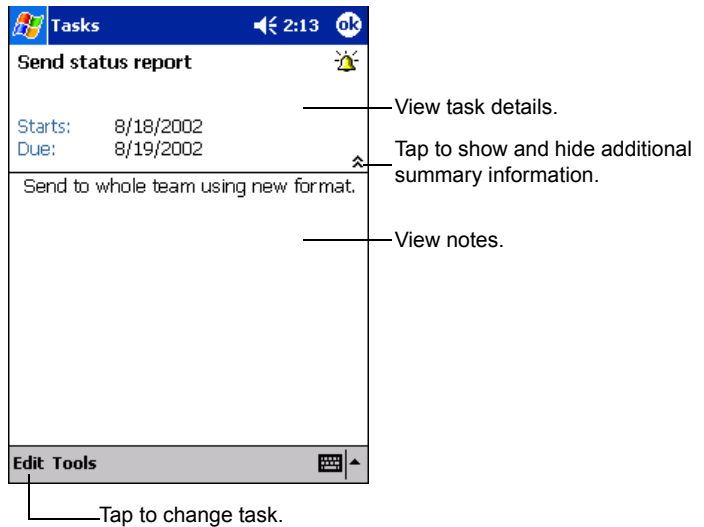 Tasks 2:13 ok
Send status report
View task details.
Starts: 8/18/2002
Due: 8/19/2002
Tap to show and hide additional
summary information.
Send to whole team using new format.
View notes.
Edit Tools
Tap to change task.